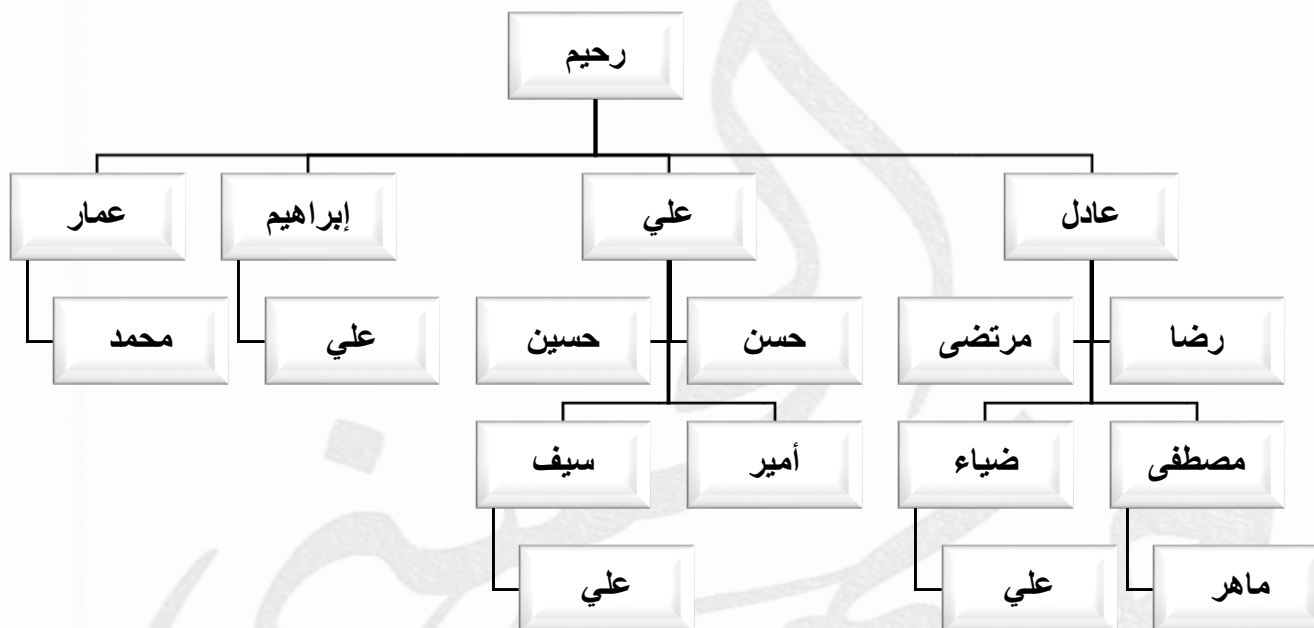 رحيم
عادل
علي
إبراهيم
عمار
رضا
مرتضى
حسن
حسين
علي
محمد
مصطفى
ضياء
أمير
سيف
ماهر
علي
علي